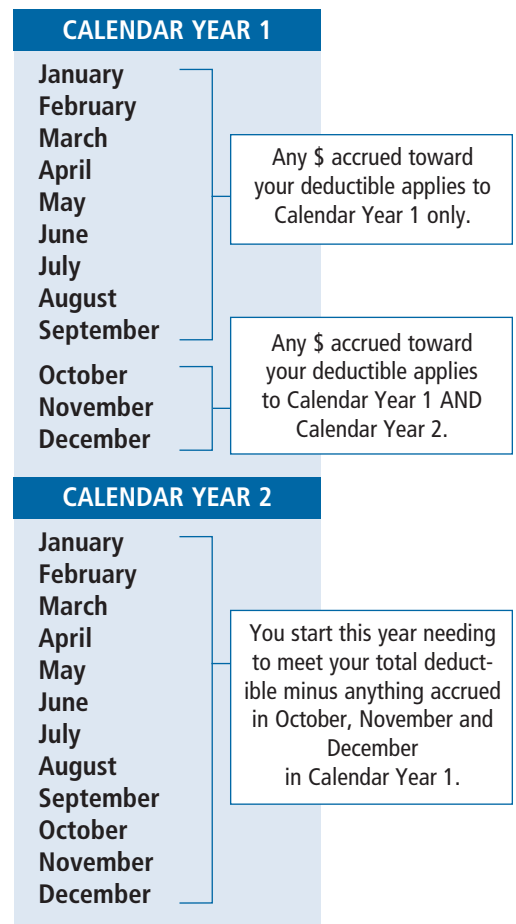 CALENDAR YEAR 1
January
February
March
April
May
June
July
August
September
Any $ accrued toward
your deductible applies to
Calendar Year 1 only.
October
November
December
Any $ accrued toward
your deductible applies
to Calendar Year 1 AND
Calendar Year 2.
CALENDAR YEAR 2
January
February
March
April
May
June
July
August
September
October
November
December
You start this year needing
to meet your total deduct-
ible minus anything accrued
in October, November and
December
in Calendar Year 1.